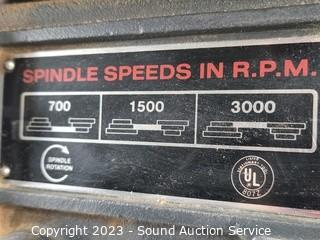 SPINDLE SPEEDS IN R.P.M.
700 1500 3000
SPINDLE
ROTATION
UL
Copyright © 2023 - Sound Auction Service